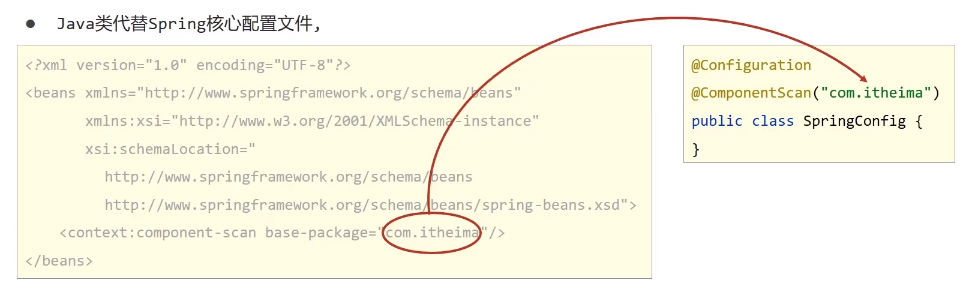 ● Java类代替Spring核心配置文件,
<?xml version="1.0" encoding="UTF-8"?>
<beans xmlns="http://www.springframework.org/schema/beans"
xmlns:xsi="http://www.w3.org/2001/XMLSchema-instance"
xsi:schemaLocation="
http://www.springframework.org/schema/beans
http://www.springframework.org/schema/beans/spring-beans.xsd">
<context:component-scan base-package="com.itheima"/>
</beans>
@Configuration
@ComponentScan("com.itheima")
public class SpringConfig {
}